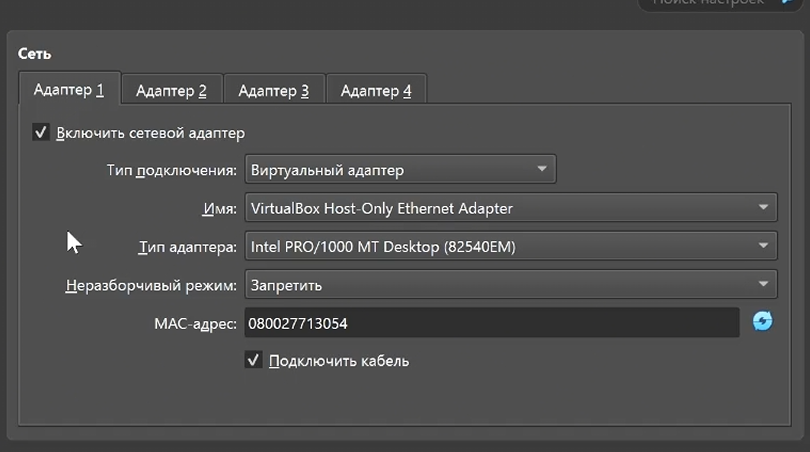 Поиск настроек
Сеть
Адаптер 1 Адаптер 2 Адаптер 3 Адаптер 4
Включить сетевой адаптер
Тип подключения: Виртуальный адаптер
Имя: VirtualBox Host-Only Ethernet Adapter
Тип адаптера: Intel PRO/1000 MT Desktop (82540EM)
Неразборчивый режим: Запретить
MAC-адрес: 080027713054
Подключить кабель